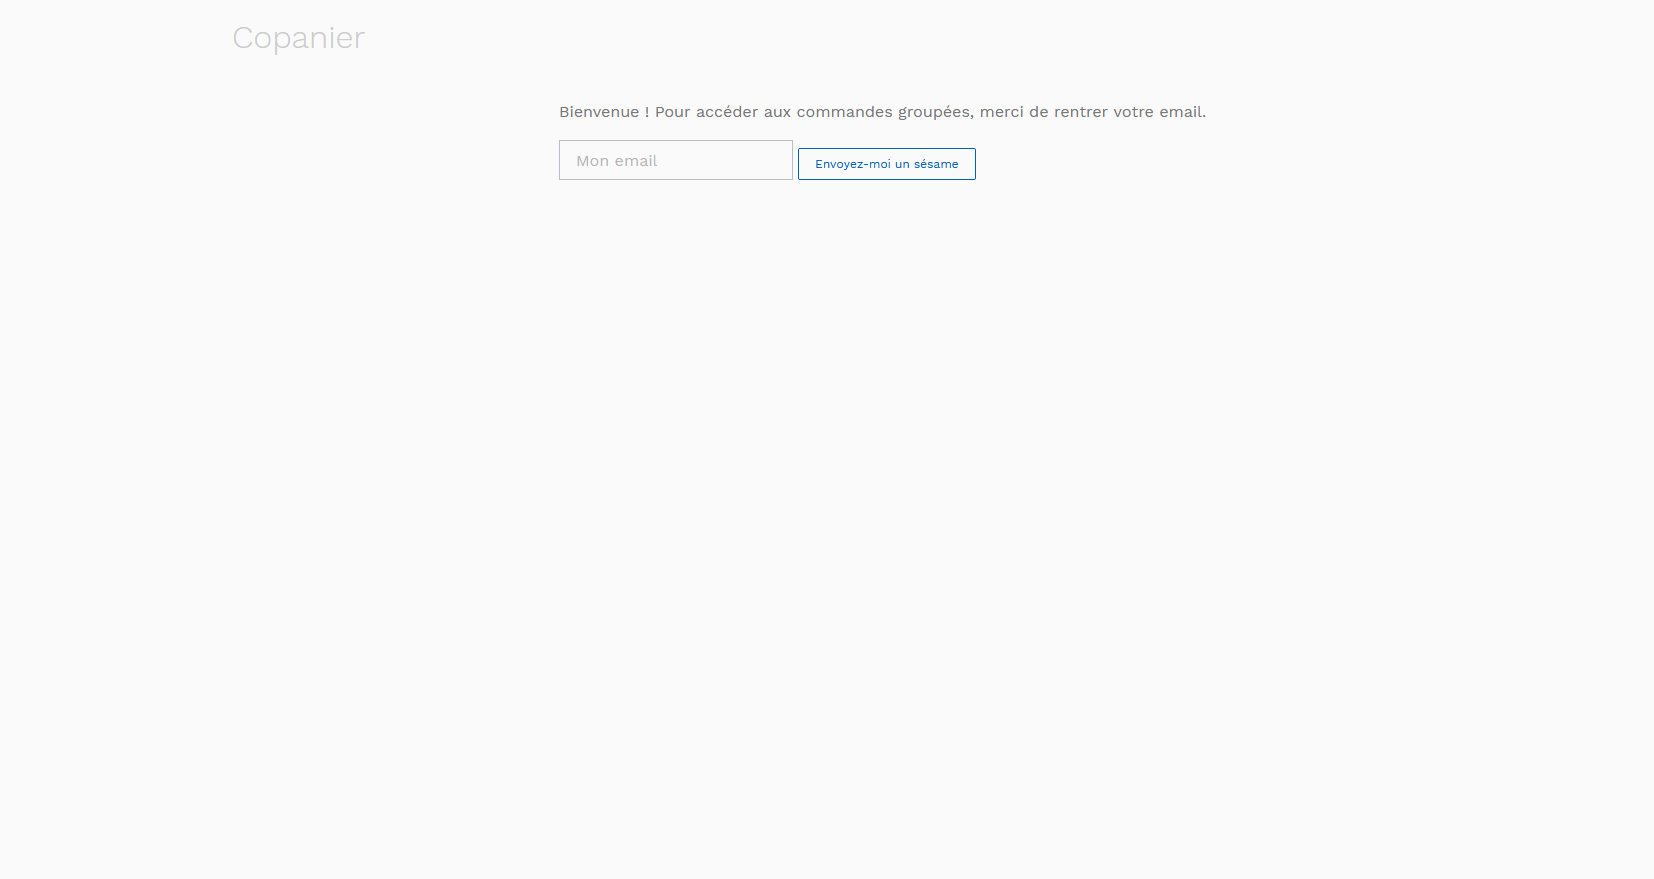 Copanier
Bienvenue ! Pour accéder aux commandes groupées, merci de rentrer votre email.
Mon email
Envoyez-moi un sésame